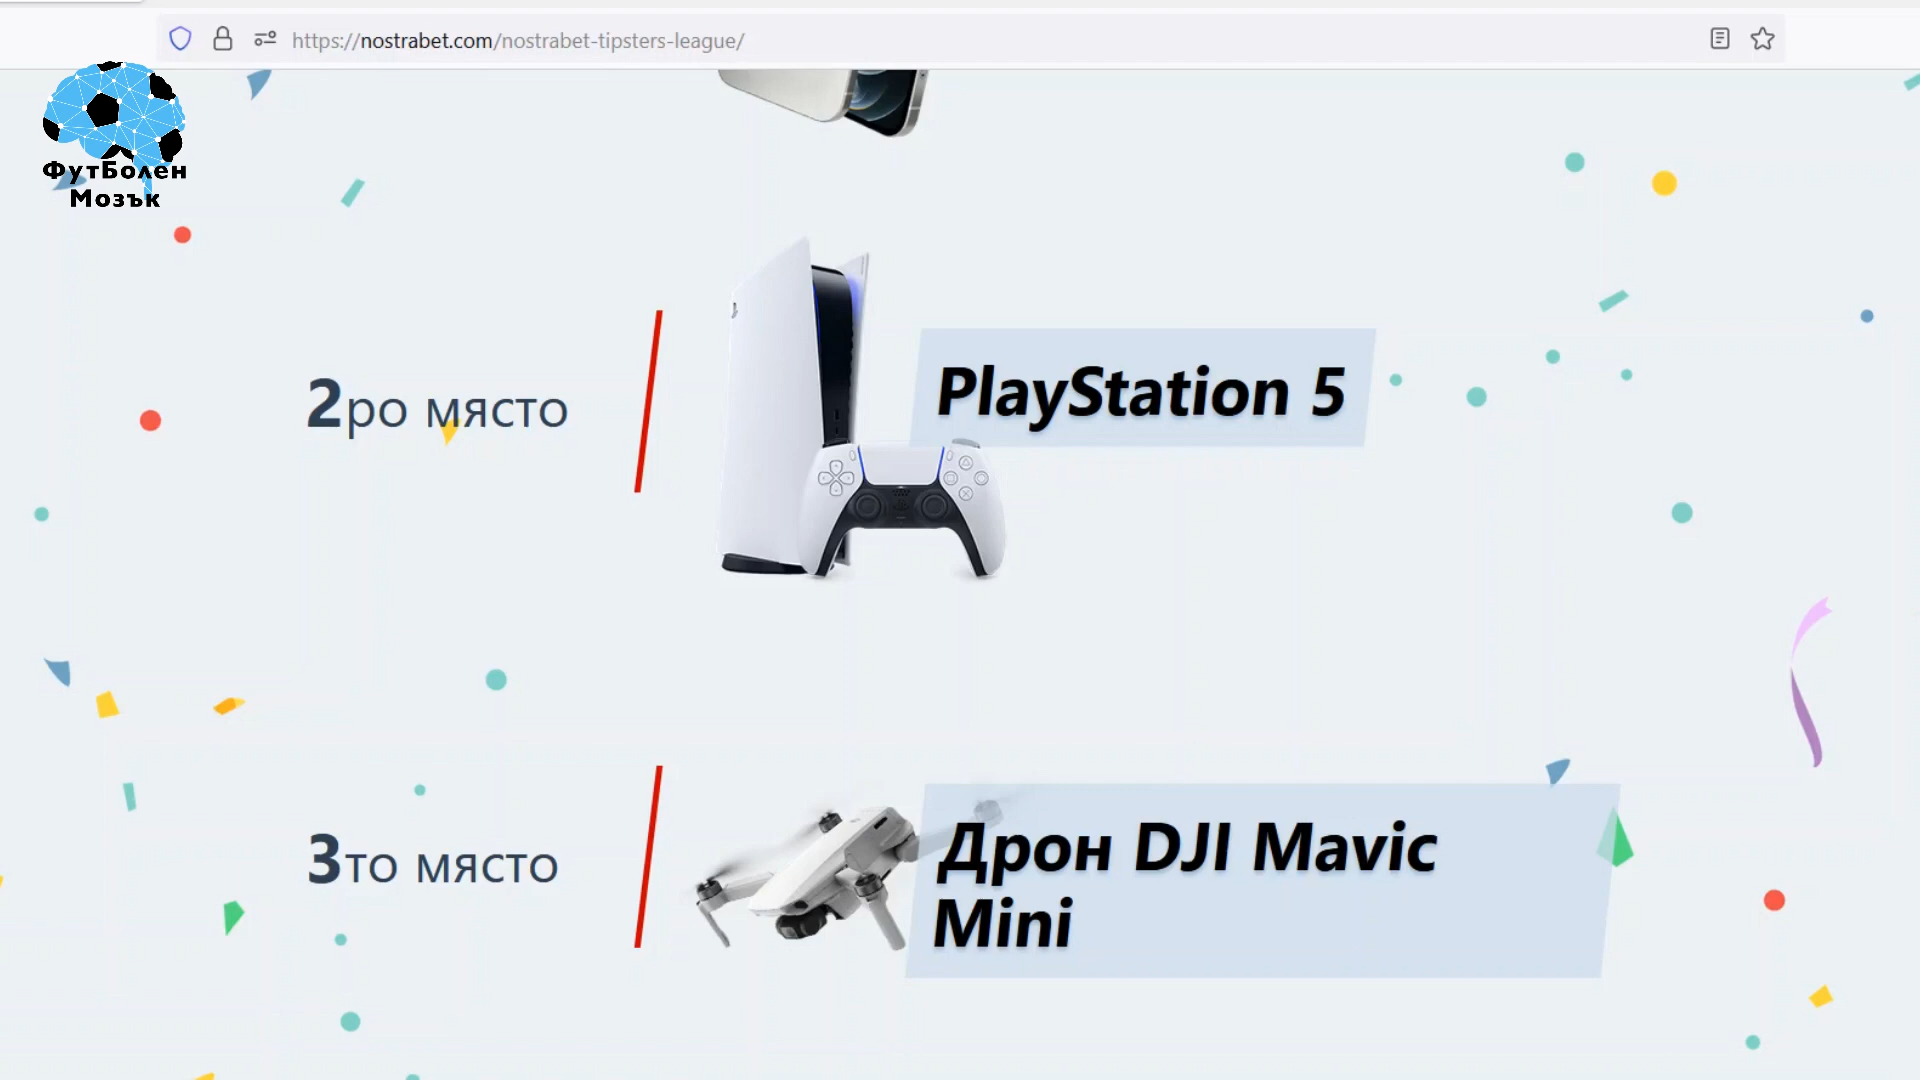 https://nostrabet.com/nostrabet-tipsters-league/
ФутБолен
Мозък
2ро място
PlayStation 5
3то място
Дрон DJI Mavic
Mini